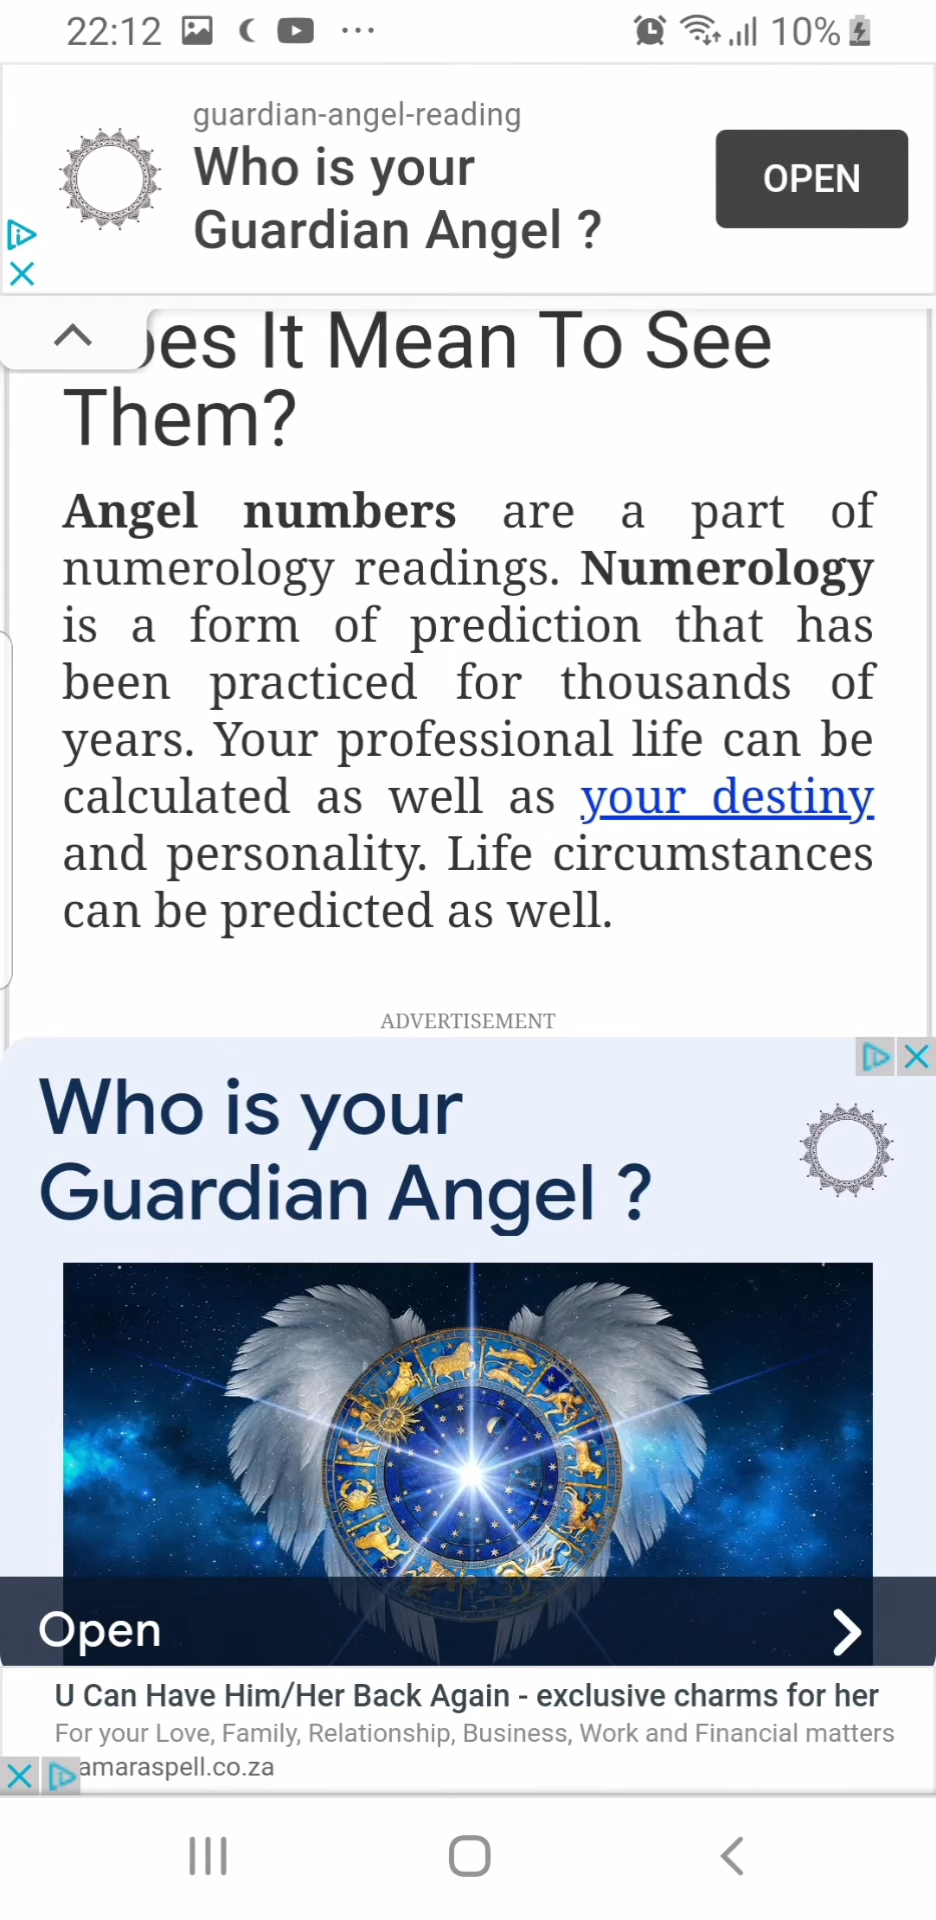 22:12
10%
guardian-angel-reading
Who is your
Guardian Angel ?
OPEN
es It Mean To See
Them?
Angel numbers are a part of
numerology readings. Numerology
is a form of prediction that has
been practiced for thousands of
years. Your professional life can be
calculated as well as your destiny
and personality. Life circumstances
can be predicted as well.
ADVERTISEMENT
Who is your
Guardian Angel ?
Open
U Can Have Him/Her Back Again - exclusive charms for her
For your Love, Family, Relationship, Business, Work and Financial matters
amaraspell.co.za